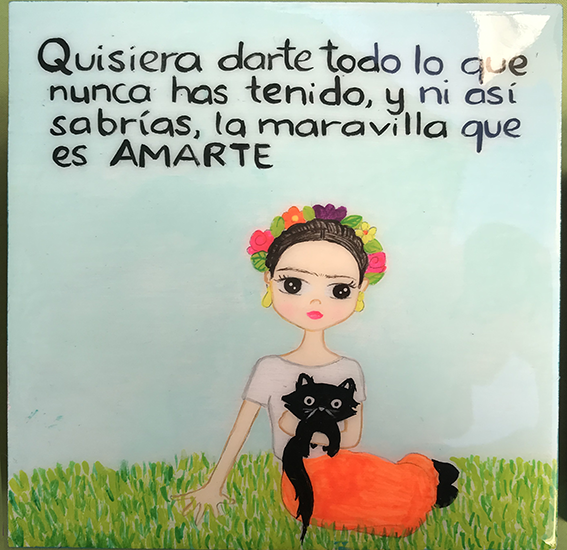 Quisiera darte todo lo que
nunca has tenido, y ni así
sabrías, la maravilla que
es AMARTE